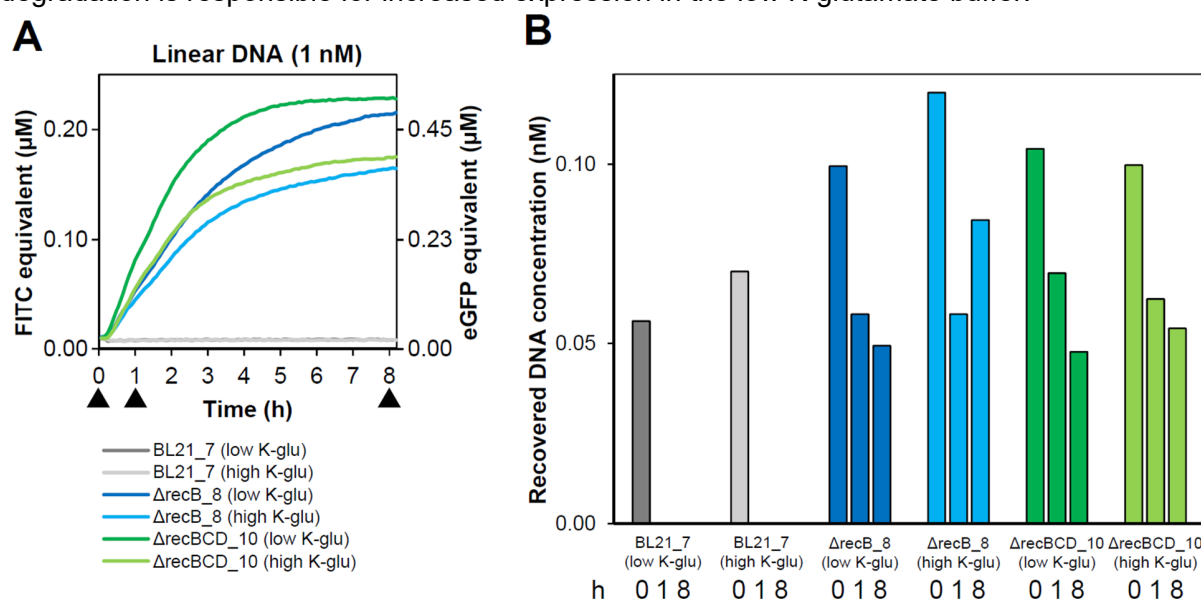 degradation is responsible for increased expression in the low K-glutamate buffer.
A
Linear DNA (1 nM)
FITC equivalent (µM)
0.20
0.10
0.00
eGFP equivalent (µM)
0.45
0.23
0.00
0 1 2 3 4 5 6 7 8
Time (h)
BL21_7 (low K-glu)
BL21_7 (high K-glu)
ΔrecB_8 (low K-glu)
ΔrecB_8 (high K-glu)
ΔrecBCD_10 (low K-glu)
ΔrecBCD_10 (high K-glu)
B
Recovered DNA concentration (nM)
0.10
0.05
0.00
BL21_7 (low K-glu)
BL21_7 (high K-glu)
ΔrecB_8 (low K-glu)
ΔrecB_8 (high K-glu)
ΔrecBCD_10 (low K-glu)
ΔrecBCD_10 (high K-glu)
h 0 1 8 0 1 8 0 1 8 0 1 8 0 1 8 0 1 8